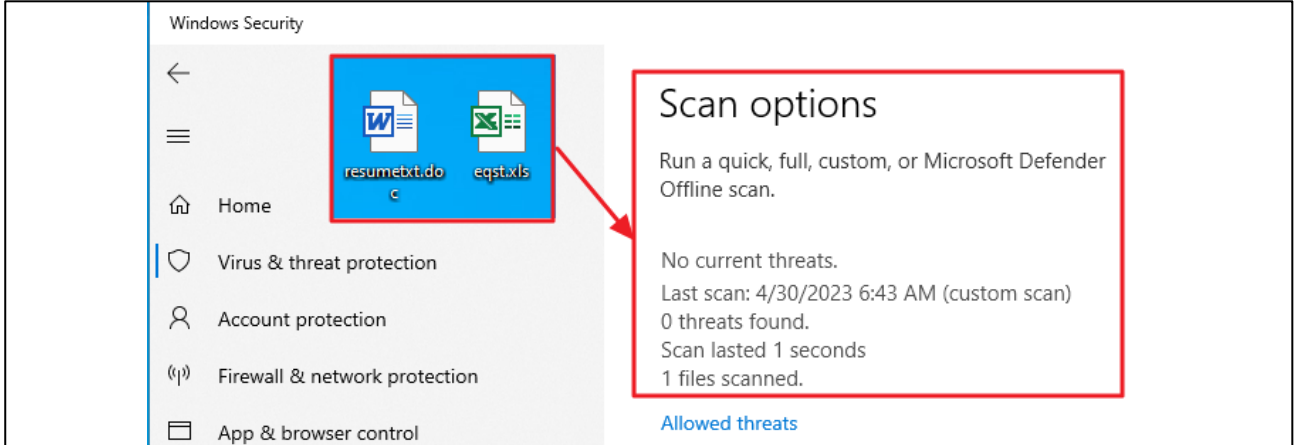 Windows Security
resumetxt.do
c
eqst.xls
Home
Virus & threat protection
Account protection
Firewall & network protection
App & browser control
Scan options
Run a quick, full, custom, or Microsoft Defender
Offline scan.
No current threats.
Last scan: 4/30/2023 6:43 AM (custom scan)
0 threats found.
Scan lasted 1 seconds
1 files scanned.
Allowed threats